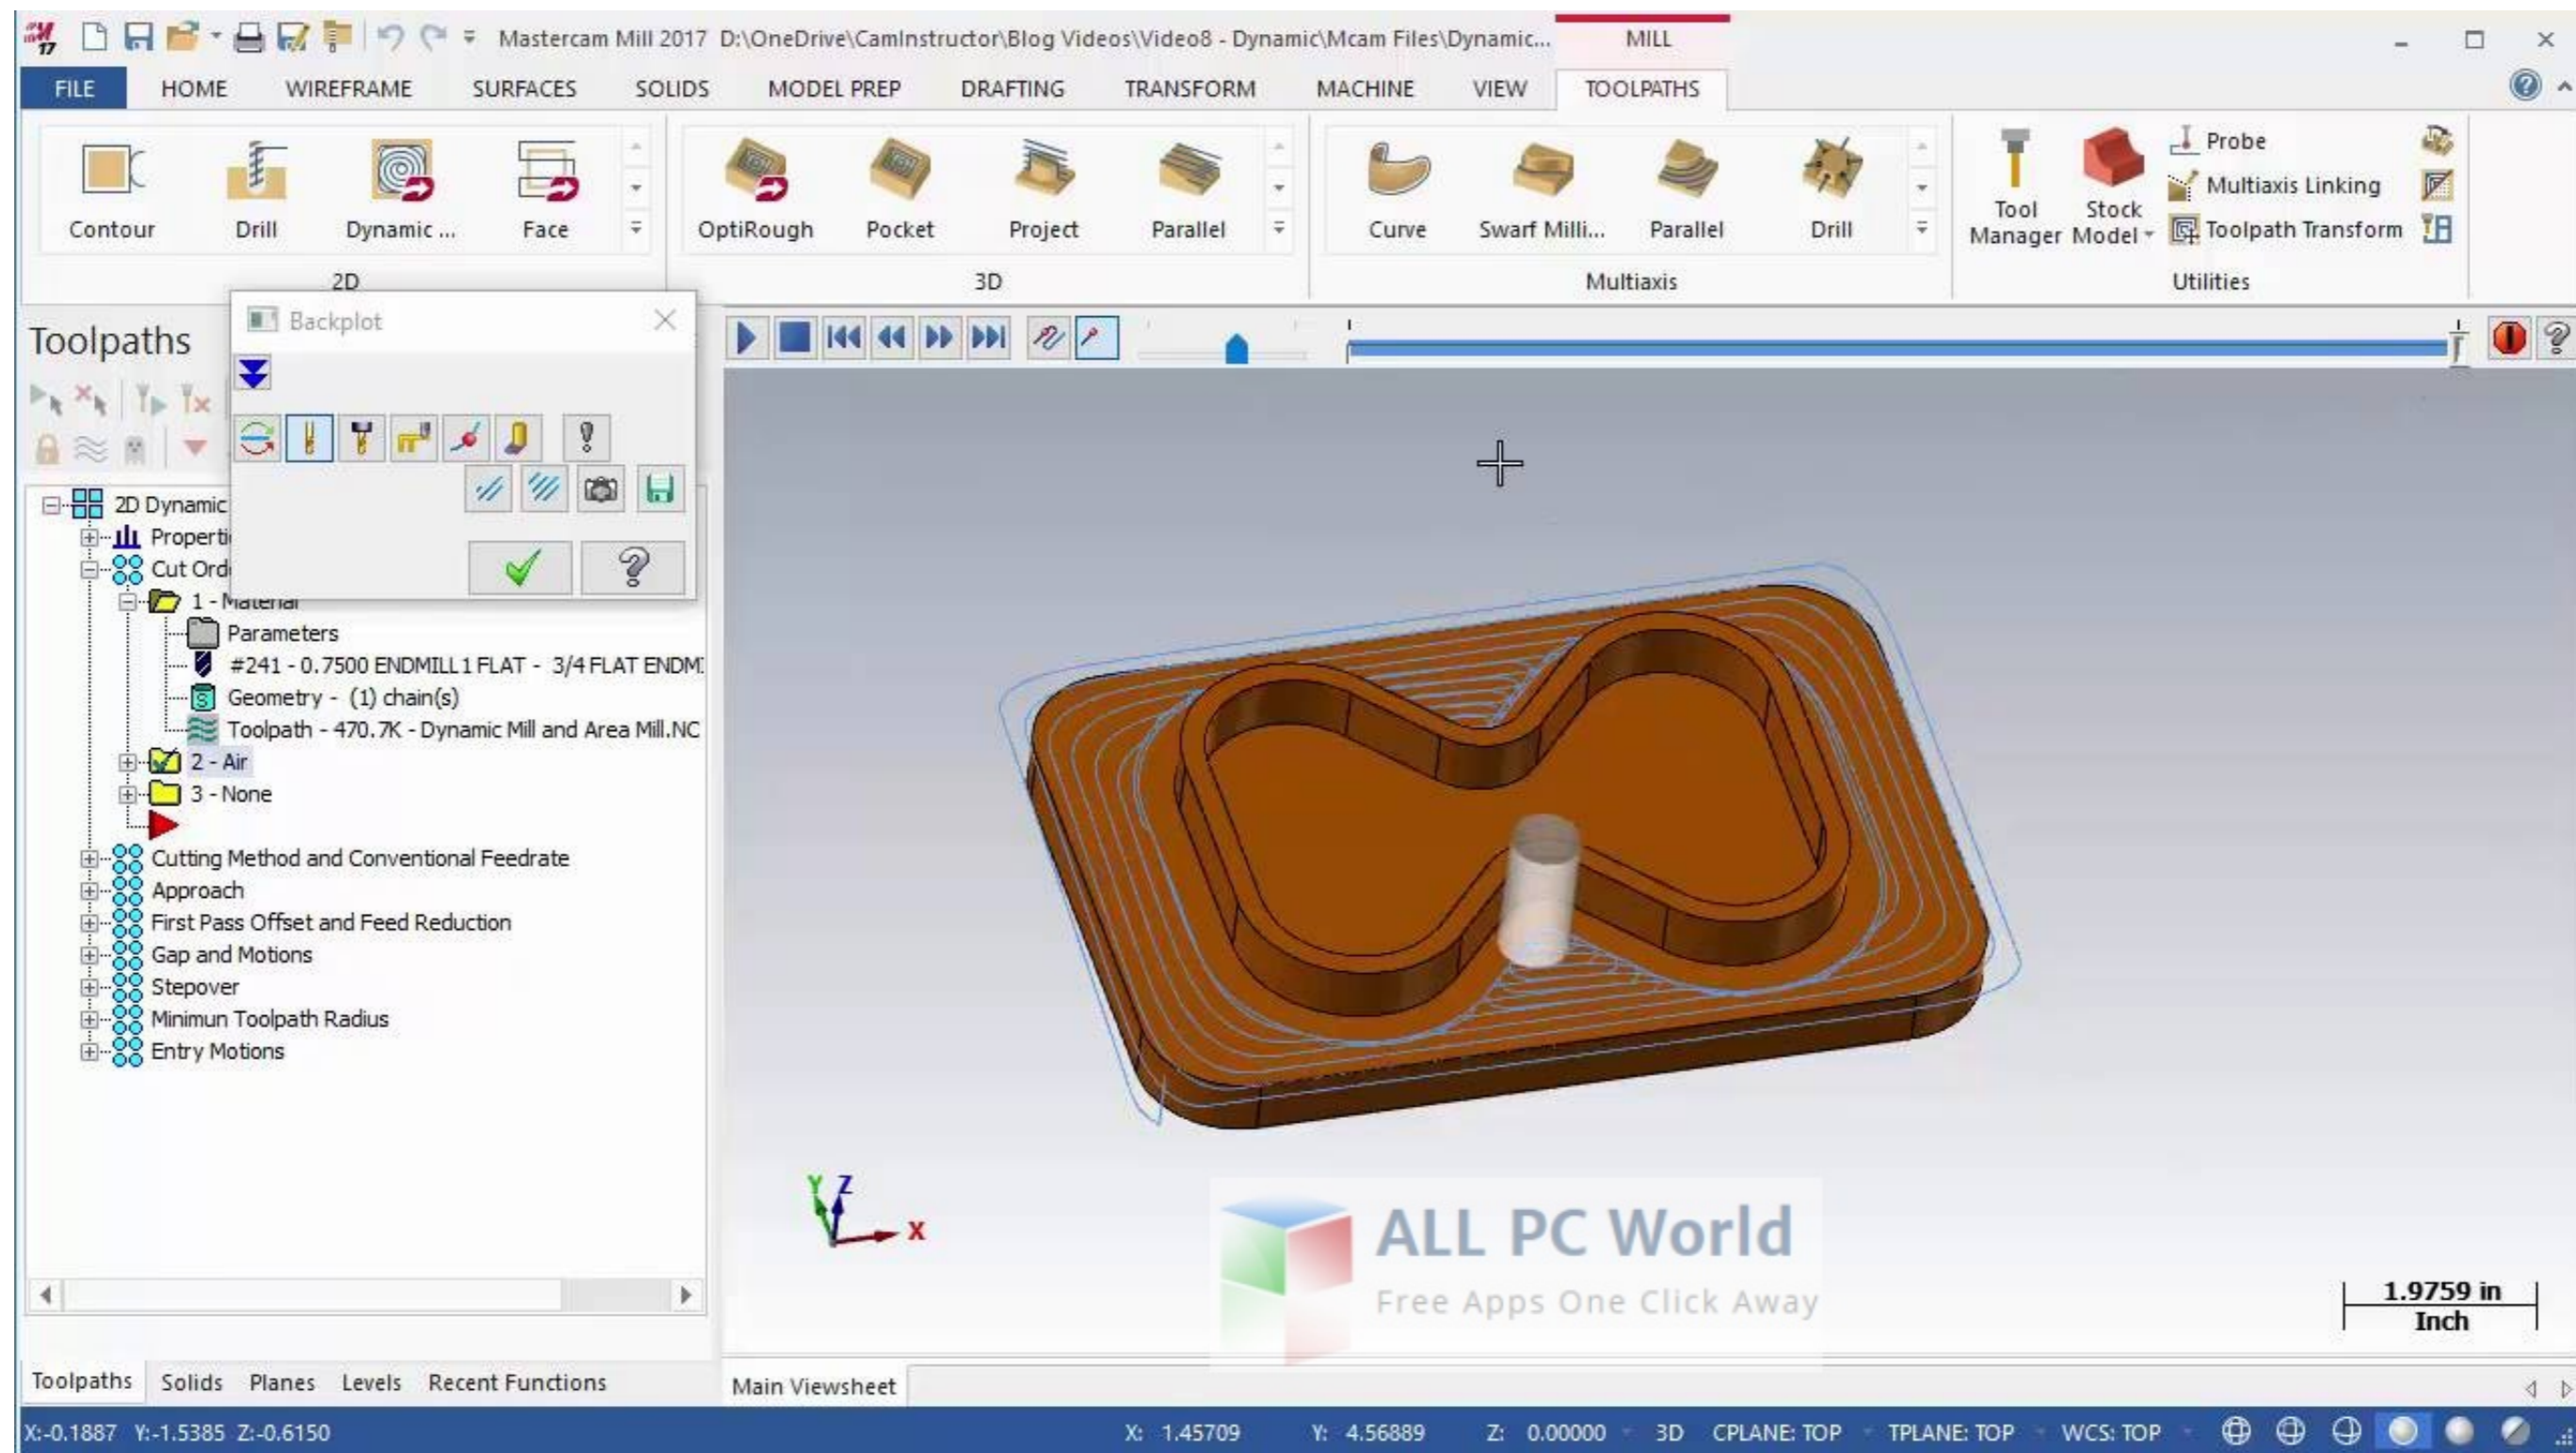 Mastercam Mill 2017 D:\OneDrive\CamInstructor\Blog Videos\Video8 - Dynamic\Mcam Files\Dynamic... MILL
FILE HOME WIREFRAME SURFACES SOLIDS MODEL PREP DRAFTING TRANSFORM MACHINE VIEW TOOLPATHS
Contour Drill Dynamic ... Face OptiRough Pocket Project Parallel Curve Swarf Milli... Parallel Drill
Tool Manager
Stock Model
Probe
Multiaxis Linking
Toolpath Transform
2D 3D Multiaxis Utilities
Backplot
Toolpaths
2D Dynamic
Properti
Cut Ord
1 - Material
Parameters
#241 - 0.7500 ENDMILL1 FLAT - 3/4 FLAT ENDM
Geometry - (1) chain(s)
Toolpath - 470.7K - Dynamic Mill and Area Mill.NC
2 - Air
3 - None
Cutting Method and Conventional Feedrate
Approach
First Pass Offset and Feed Reduction
Gap and Motions
Stepover
Minimun Toolpath Radius
Entry Motions
Y Z
X
ALL PC World
Free Apps One Click Away
1.9759 in
Inch
Toolpaths Solids Planes Levels Recent Functions
Main Viewsheet
X:-0.1887 Y:-1.5385 Z:-0.6150 X: 1.45709 Y: 4.56889 Z: 0.00000 3D CPLANE: TOP TPLANE: TOP WCS: TOP